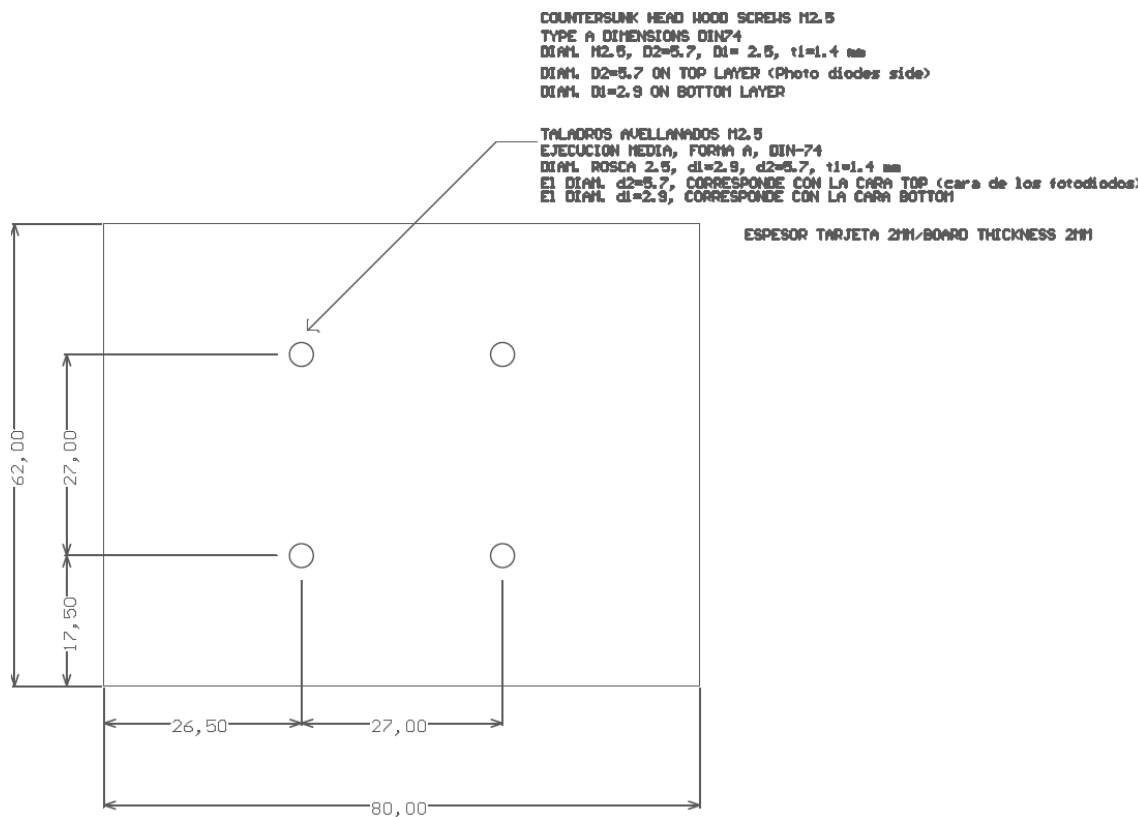 COUNTERSUNK HEAD WOOD SCREWS M2.5
TYPE A DIMENSIONS DIN74
DIAM. M2.5, D2=5.7, D1= 2.5, t1=1.4 mm
DIAM. D2=5.7 ON TOP LAYER (Photo diodes side)
DIAM. D1=2.9 ON BOTTOM LAYER
TALADROS AVELLANADOS M2.5
EJECUCION MEDIA, FORMA A, DIN-74
DIAM. ROSCA 2.5, d1=2.9, d2=5.7, t1=1.4 mm
El DIAM. d2=5.7, CORRESPONDE CON LA CARA TOP (cara de los fotodiodos)
El DIAM. d1=2.9, CORRESPONDE CON LA CARA BOTTOM
ESPESOR TARJETA 2MM/BOARD THICKNESS 2MM
62,00
27,00
17,50
26,50
27,00
80,00